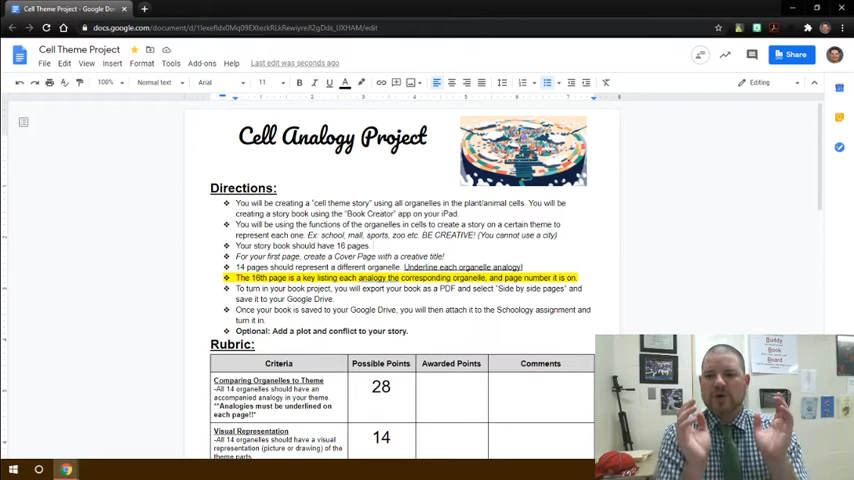 Cell Theme Project - Google Doc
docs.google.com/document/d/
Cell Theme Project
File Edit View Insert Format Tools Add-ons Help Last edit was seconds ago
Share
100% Normal text Arial 11 Editing
Cell Analogy Project
Directions:
You will be creating a “cell theme story” using all organelles in the plant/animal cells. You will be
creating a story book using the “Book Creator” app on your iPad.
You will be using the functions of the organelles in cells to create a story on a certain theme to
represent each one. Ex: school, mall, sports, zoo etc. BE CREATIVE! (You cannot use a city)
Your story book should have 16 pages.
For your first page, create a Cover Page with a creative title!
14 pages should represent a different organelle. Underline each organelle analogy!
The 16th page is a key listing each analogy the corresponding organelle, and page number it is on.
To turn in your book project, you will export your book as a PDF and select “Side by side pages” and
save it to your Google Drive.
Once your book is saved to your Google Drive, you will then attach it to the Schoology assignment and
turn it in.
Optional: Add a plot and conflict to your story.
Rubric:
Criteria Possible Points Awarded Points Comments
Comparing Organelles to Theme
-All 14 organelles should have an
accompanied analogy in your theme.
**Analogies must be underlined on
each page!!*
28
Visual Representation
-All 14 organelles should have a visual
representation (picture or drawing) of the
theme parts.
14
Buddy
Book